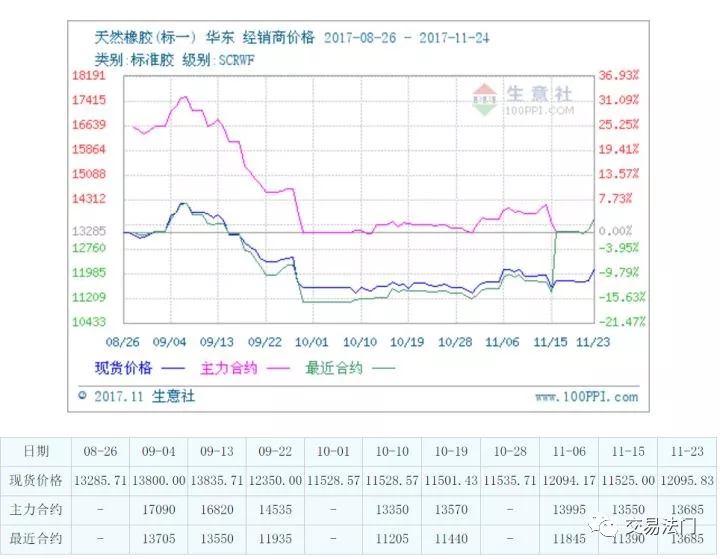 天然橡胶(标一) 华东 经销商价格 2017-08-26 - 2017-11-24
类别:标准胶 级别:SCRWF
18191 36.93%
17415 31.09%
16639 25.25%
15864 19.41%
15088 13.57%
14312 7.73%
13285 0.00%
12760 -3.95%
11985 -9.79%
11209 -15.63%
10433 -21.47%
生意社
100PPI.COM
08/26 09/04 09/13 09/22 10/01 10/10 10/19 10/28 11/06 11/15 11/23
现货价格 主力合约 最近合约
© 2017.11 生意社 www.100PPI.com
日期 08-26 09-04 09-13 09-22 10-01 10-10 10-19 10-28 11-06 11-15 11-23
现货价格 13285.71 13800.00 13835.71 12350.00 11528.57 11528.57 11501.43 11535.71 12094.17 11525.00 12095.83
主力合约 - 17090 16820 14535 - 13350 13570 - 13995 13550 13685
最近合约 - 13705 13550 11935 - 11205 11440 - 11845 11390 13685
交易法门